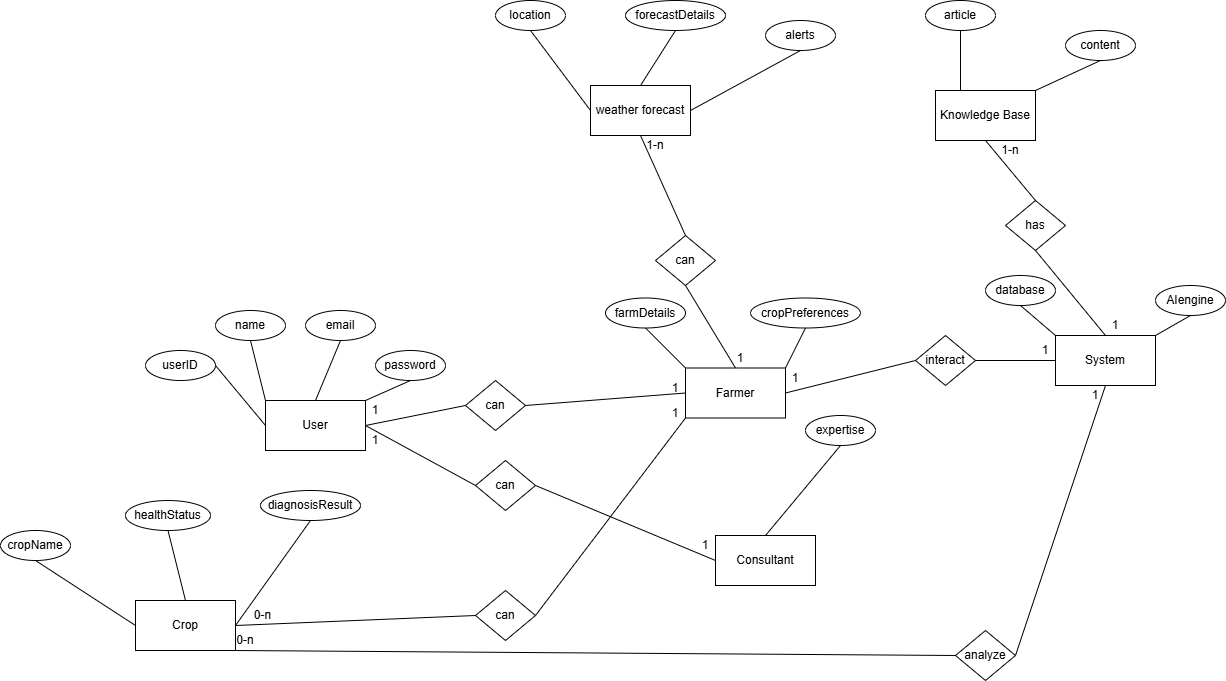 location
forecastDetails
article
alerts
content
weather forecast
Knowledge Base
1-n
1-n
has
can
database
AIengine
farmDetails
cropPreferences
name
email
1
1
1
interact
System
userID
password
1
1
Farmer
1
1
can
1
User
1
expertise
can
healthStatus
diagnosisResult
cropName
1
Consultant
0-n
can
Crop
0-n
analyze